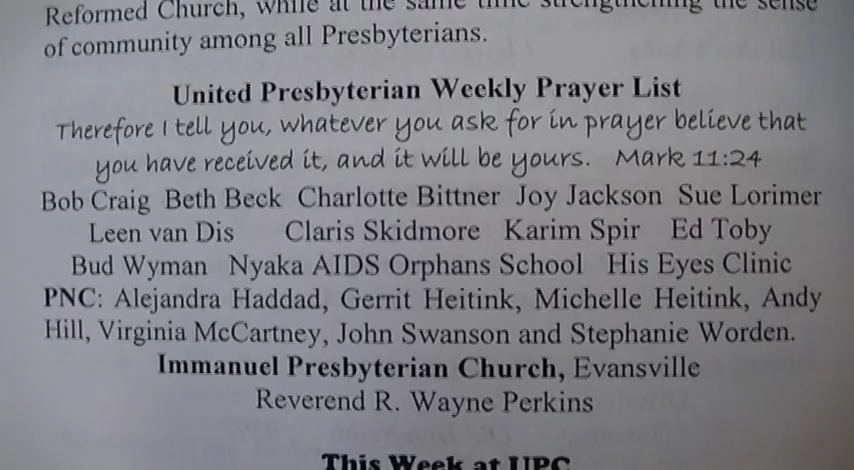 Reformed Church, while at the same time strengthening the sense
of community among all Presbyterians.
United Presbyterian Weekly Prayer List
Therefore I tell you, whatever you ask for in prayer believe that
you have received it, and it will be yours. Mark 11:24
Bob Craig Beth Beck Charlotte Bittner Joy Jackson Sue Lorimer
Leen van Dis Claris Skidmore Karim Spir Ed Toby
Bud Wyman Nyaka AIDS Orphans School His Eyes Clinic
PNC: Alejandra Haddad, Gerrit Heitink, Michelle Heitink, Andy
Hill, Virginia McCartney, John Swanson and Stephanie Worden.
Immanuel Presbyterian Church, Evansville
Reverend R. Wayne Perkins
This Week at UPC